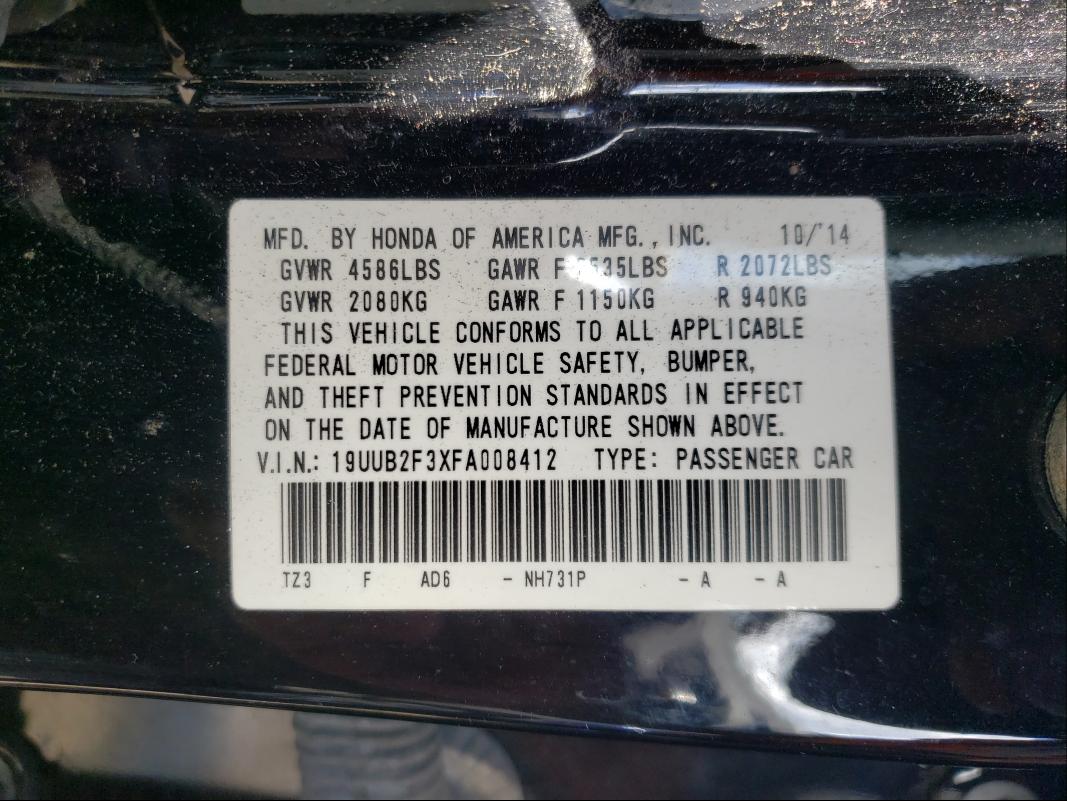 MFD. BY HONDA OF AMERICA MFG., INC. 10/'14
GVWR 4586LBS GAWR F 2535LBS R 2072LBS
GVWR 2080KG GAWR F 1150KG R 940KG
THIS VEHICLE CONFORMS TO ALL APPLICABLE
FEDERAL MOTOR VEHICLE SAFETY, BUMPER,
AND THEFT PREVENTION STANDARDS IN EFFECT
ON THE DATE OF MANUFACTURE SHOWN ABOVE.
V.I.N.: 19UUB2F3XFA008412 TYPE: PASSENGER CAR
TZ3 F AD6 - NH731P - A - A